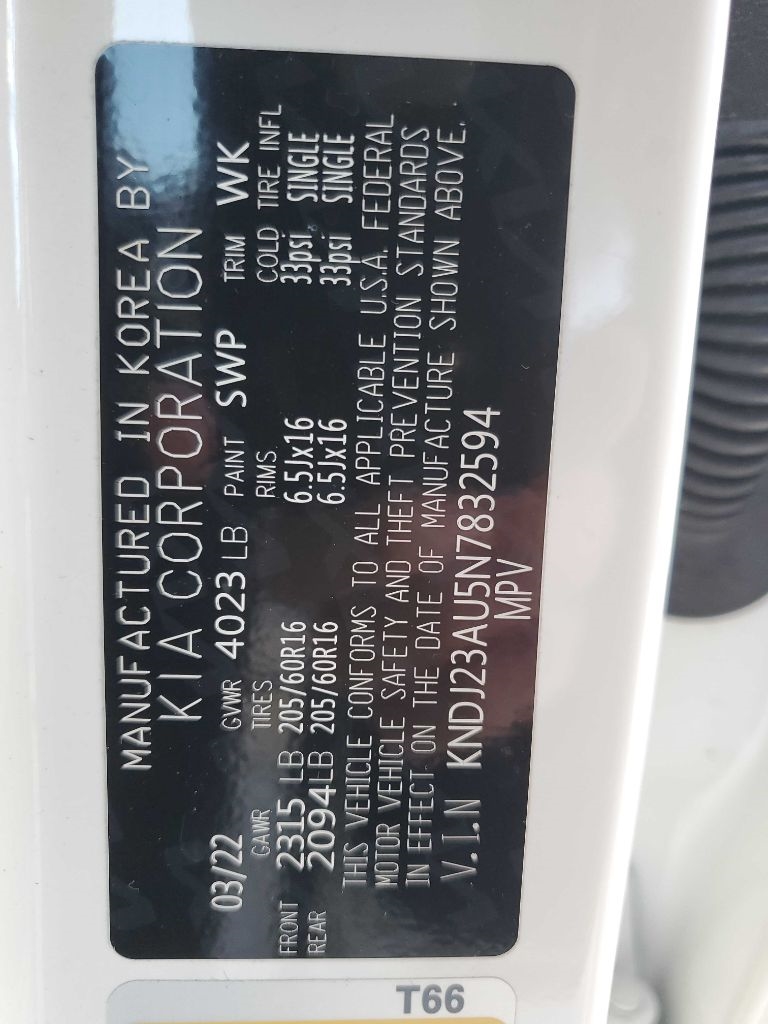 MANUFACTURED IN KOREA BY
KIA CORPORATION
03/22 GVWR 4023 LB PAINT SWP TRIM WK
GAWR TIRES RIMS COLD TIRE INFL
FRONT 2315 LB 205/60R16 6.5Jx16 33psi SINGLE
REAR 2094LB 205/60R16 6.5Jx16 33psi SINGLE
THIS VEHICLE CONFORMS TO ALL APPLICABLE U.S.A. FEDERAL
MOTOR VEHICLE SAFETY AND THEFT PREVENTION STANDARDS
IN EFFECT ON THE DATE OF MANUFACTURE SHOWN ABOVE.
V.I.N KNDJ23AU5N7832594
MPV
T66